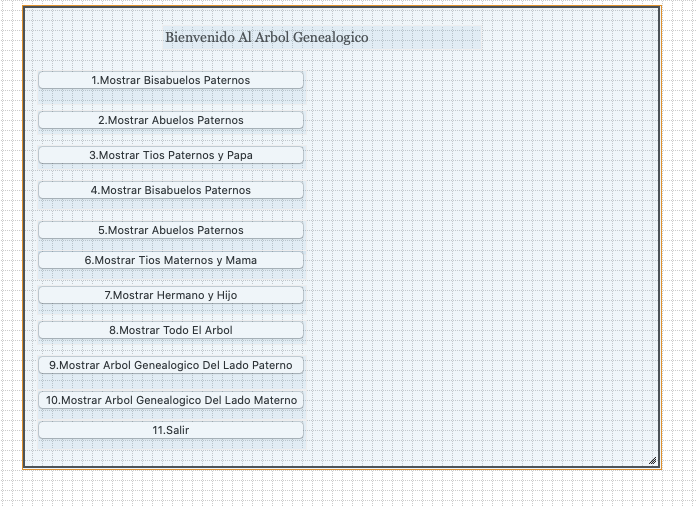 Bienvenido Al Arbol Genealogico
1.Mostrar Bisabuelos Paternos
2.Mostrar Abuelos Paternos
3.Mostrar Tios Paternos y Papa
4.Mostrar Bisabuelos Paternos
5.Mostrar Abuelos Paternos
6.Mostrar Tios Maternos y Mama
7.Mostrar Hermano y Hijo
8.Mostrar Todo El Arbol
9.Mostrar Arbol Genealogico Del Lado Paterno
10.Mostrar Arbol Genealogico Del Lado Materno
11.Salir